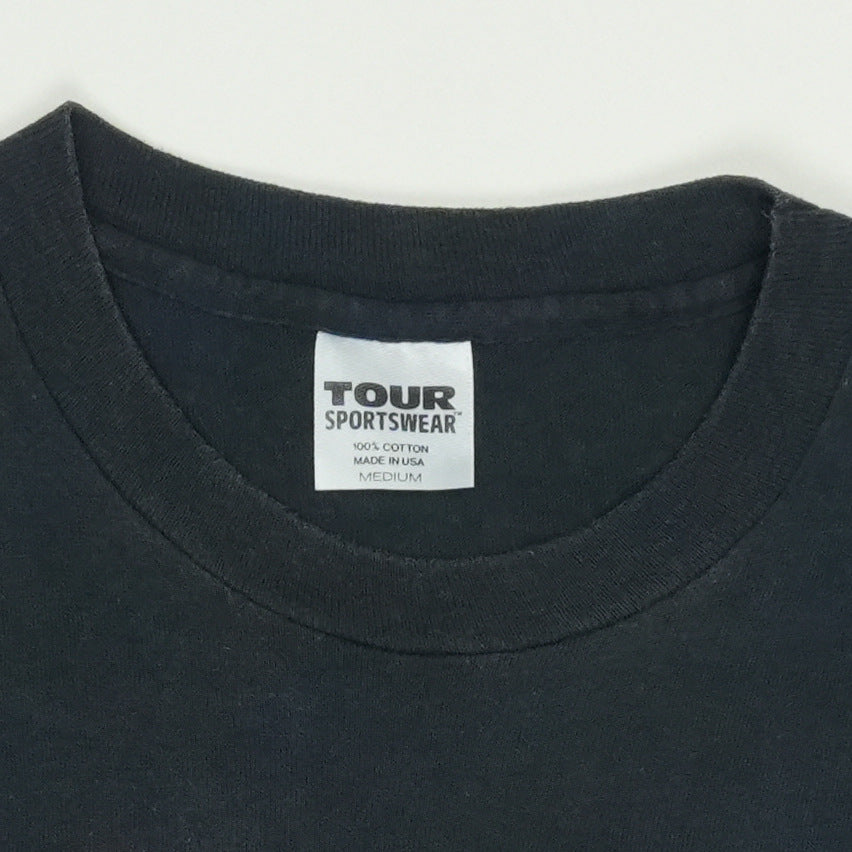 TOUR
SPORTSWEAR™
100% COTTON
MADE IN USA
MEDIUM